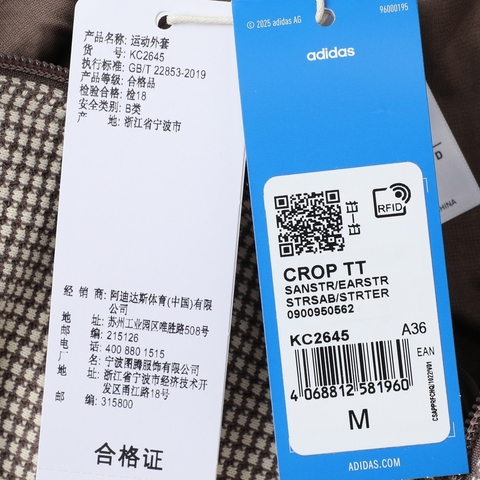 产品名称: 运动外套
货 号: KC2645
执行标准: GB/T 22853-2019
产品等级: 合格品
检验合格: 检18
安全类别: B类
产 地: 浙江省宁波市
经 销 商: 阿迪达斯体育(中国)有限
公司
地 址: 苏州工业园区唯胜路508号
邮 编: 215126
电 话: 400 880 1515
厂 名: 宁波图腾服饰有限公司
地 址: 浙江省宁波市经济技术开
发区甬江路18号
邮 编: 315800
合格证
© 2025 adidas AG
96000195
adidas
RFID
CROP TT
SANSTR/EARSTR
STRSAB/STRTER
0900950562
KC2645
A36
EAN
4 068812 581960
M
ADIDAS.COM
D
CHINA